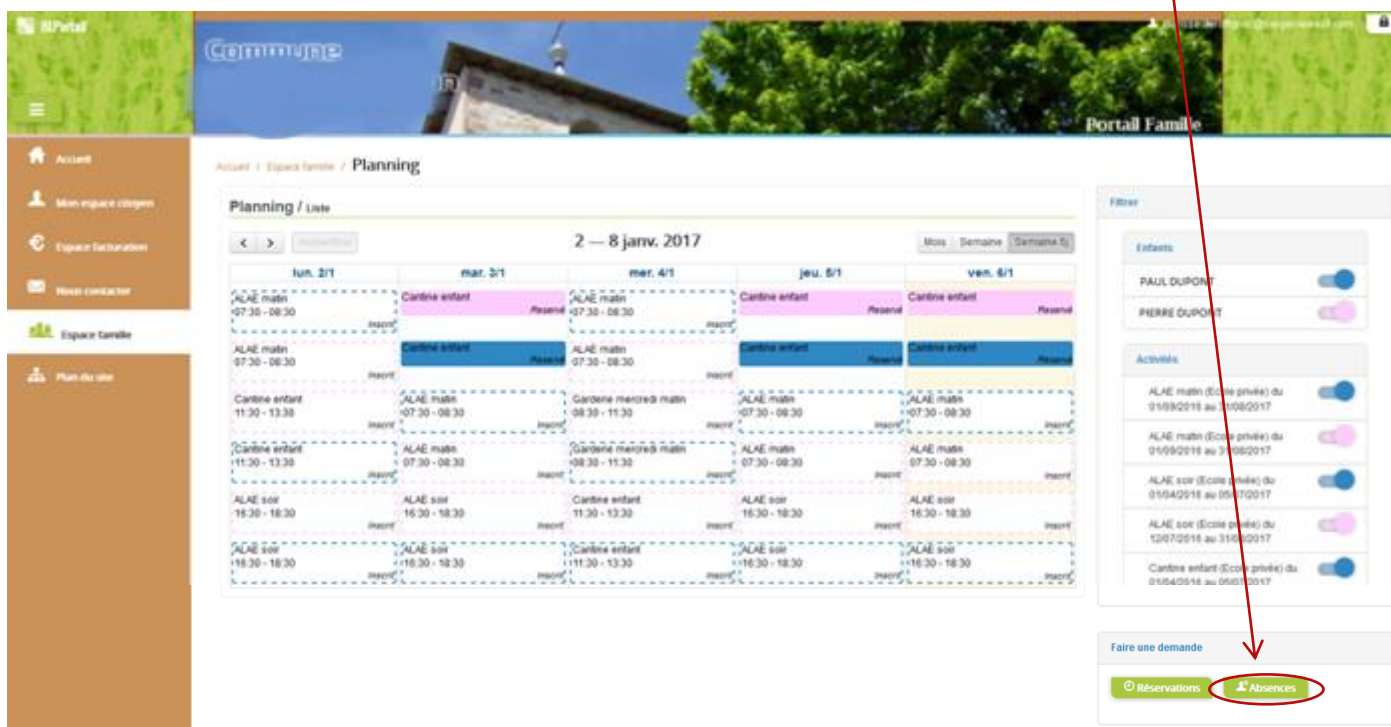 BLPortail
Commune
Portail Famille
Accueil
Mon espace citoyen
Espace facturation
Nous contacter
Espace famille
Plan du site
Accueil / Espace famille / Planning
Planning / Liste
Aujourd'hui
2 — 8 janv. 2017
Mois Semaine
lun. 2/1 mar. 3/1 mer. 4/1 jeu. 5/1 ven. 6/1
ALAE matin Cantine enfant ALAE matin Cantine enfant Cantine enfant
07:30 - 08:30 Réservé 07:30 - 08:30 Réservé Réservé
Inscrit Inscrit
ALAE matin Cantine enfant ALAE matin Cantine enfant Cantine enfant
07:30 - 08:30 Réservé 07:30 - 08:30 Réservé Réservé
Inscrit Inscrit
Cantine enfant ALAE matin Garderie mercredi matin ALAE matin ALAE matin
11:30 - 13:30 07:30 - 08:30 08:30 - 11:30 07:30 - 08:30 07:30 - 08:30
Inscrit Inscrit Inscrit Inscrit Inscrit
Cantine enfant ALAE matin Garderie mercredi matin ALAE matin ALAE matin
11:30 - 13:30 07:30 - 08:30 08:30 - 11:30 07:30 - 08:30 07:30 - 08:30
Inscrit Inscrit Inscrit Inscrit Inscrit
ALAE soir ALAE soir Cantine enfant ALAE soir ALAE soir
16:30 - 18:30 16:30 - 18:30 11:30 - 13:30 16:30 - 18:30 16:30 - 18:30
Inscrit Inscrit Inscrit Inscrit Inscrit
ALAE soir ALAE soir Cantine enfant ALAE soir ALAE soir
16:30 - 18:30 16:30 - 18:30 11:30 - 13:30 16:30 - 18:30 16:30 - 18:30
Inscrit Inscrit Inscrit Inscrit Inscrit
Filtrer
Enfants
PAUL DUPONT
PIERRE DUPONT
Activités
ALAE matin (Ecole privée) du
01/09/2016 au 31/08/2017
ALAE matin (Ecole privée) du
01/09/2016 au 31/08/2017
ALAE soir (Ecole privée) du
01/04/2016 au 05/07/2017
ALAE soir (Ecole privée) du
12/07/2016 au 31/08/2017
Cantine enfant (Ecole privée) du
01/04/2016 au 05/07/2017
Faire une demande
Réservations Absences